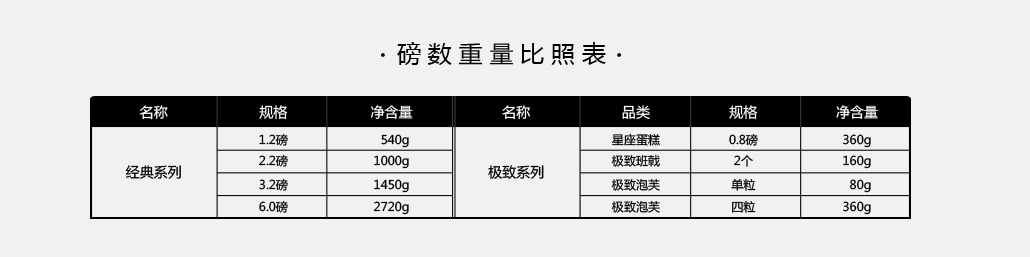 ·磅数重量比照表·
名称 规格 净含量 名称 品类 规格 净含量
经典系列 1.2磅 540g 极致系列 星座蛋糕 0.8磅 360g
2.2磅 1000g 极致班戟 2个 160g
3.2磅 1450g 极致泡芙 单粒 80g
6.0磅 2720g 极致泡芙 四粒 360g